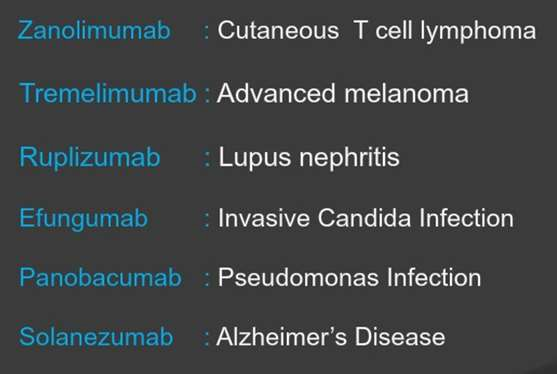 Zanolimumab : Cutaneous T cell lymphoma
Tremelimumab : Advanced melanoma
Ruplizumab : Lupus nephritis
Efungumab : Invasive Candida Infection
Panobacumab : Pseudomonas Infection
Solanezumab : Alzheimer’s Disease